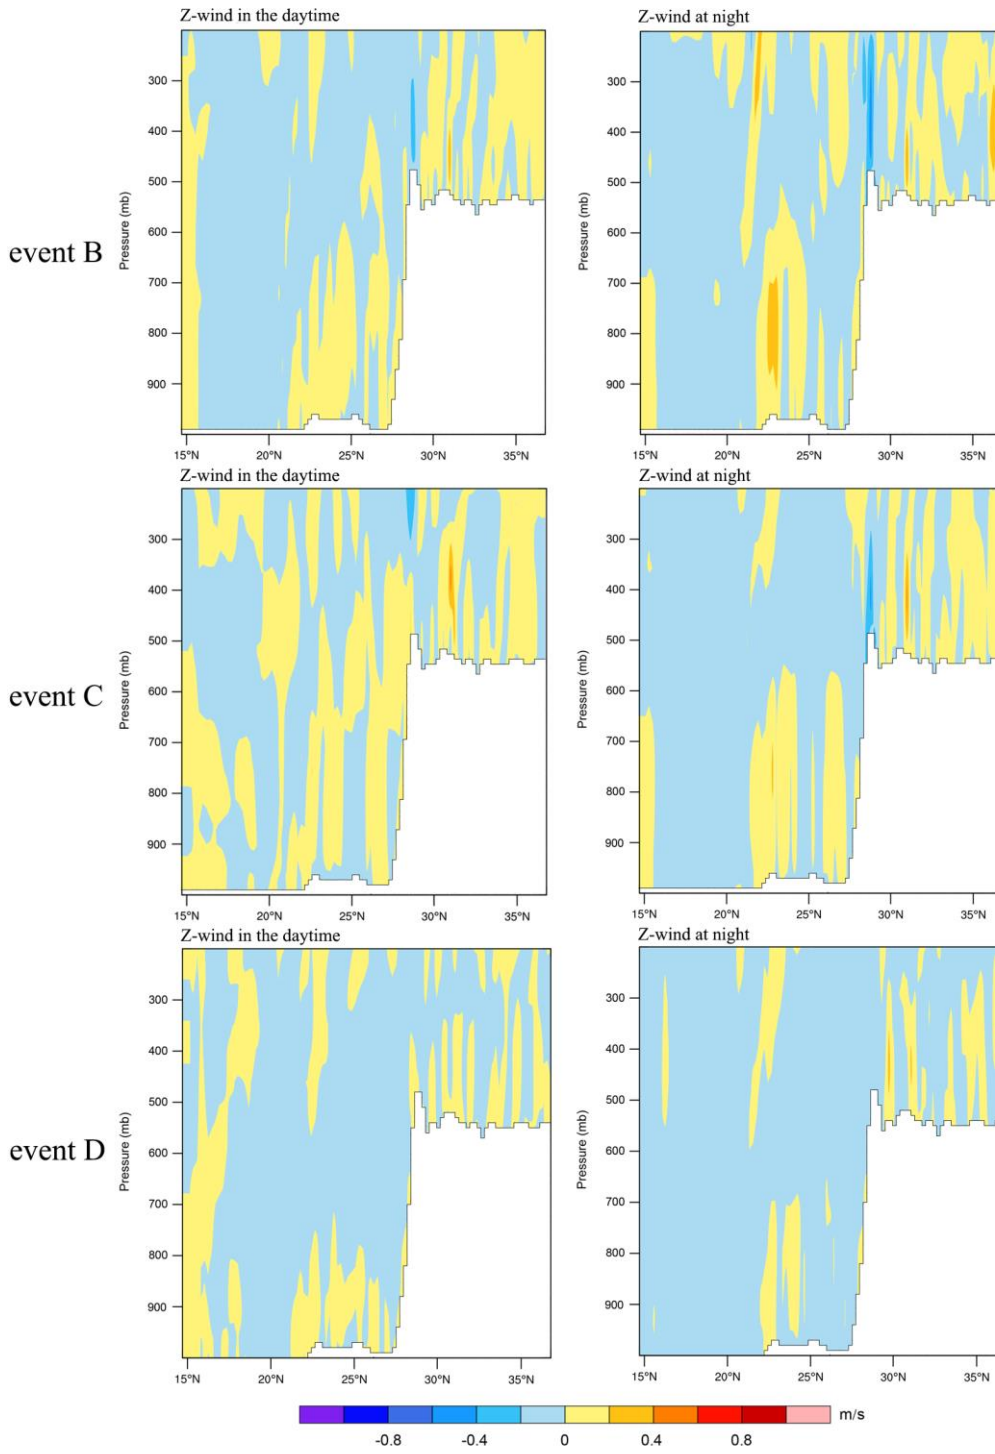 Z-wind in the daytime
Z-wind at night
event B
Pressure (mb)
300
400
500
600
700
800
900
15°N 20°N 25°N 30°N 35°N
Pressure (mb)
300
400
500
600
700
800
900
15°N 20°N 25°N 30°N 35°N
Z-wind in the daytime
Z-wind at night
event C
Pressure (mb)
300
400
500
600
700
800
900
15°N 20°N 25°N 30°N 35°N
Pressure (mb)
300
400
500
600
700
800
900
15°N 20°N 25°N 30°N 35°N
Z-wind in the daytime
Z-wind at night
event D
Pressure (mb)
300
400
500
600
700
800
900
15°N 20°N 25°N 30°N 35°N
Pressure (mb)
300
400
500
600
700
800
900
15°N 20°N 25°N 30°N 35°N
m/s
-0.8 -0.4 0 0.4 0.8